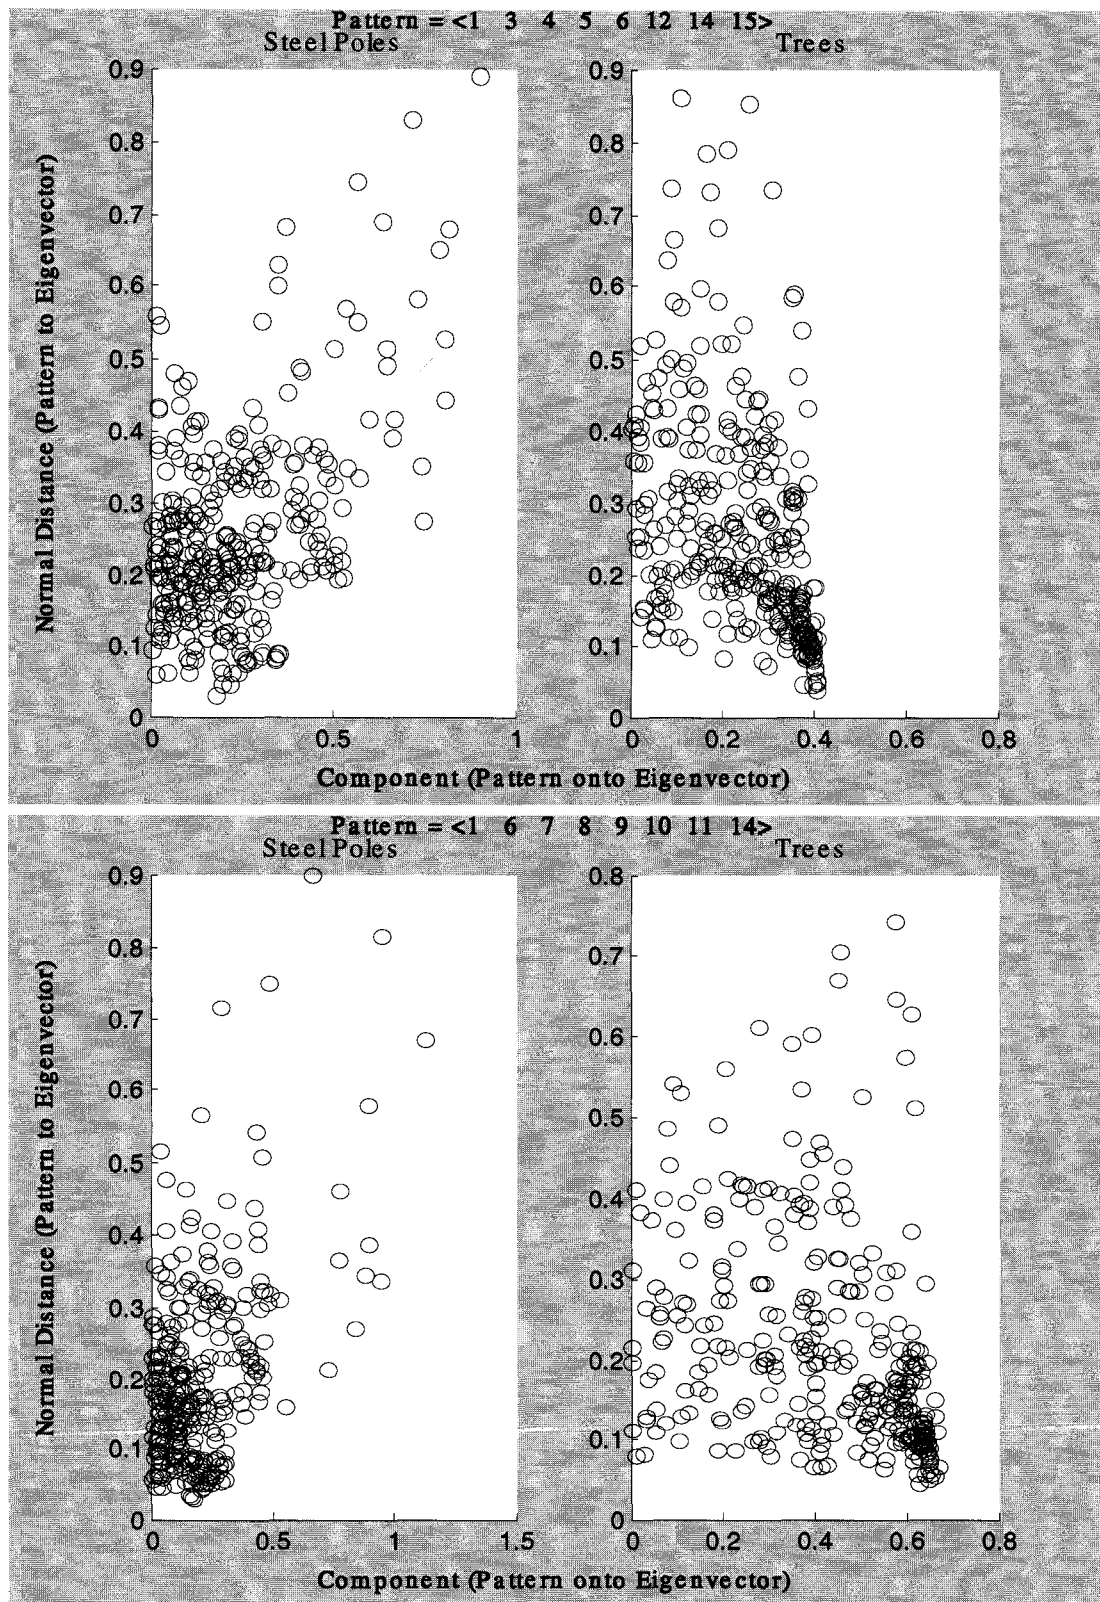 Pattern = <1 3 4 5 6 12 14 15>
Steel Poles Trees
0.9 0.9
0.8 0.8
0.7 0.7
0.6 0.6
0.5 0.5
0.4 0.4
0.3 0.3
0.2 0.2
0.1 0.1
0 0
0 0.5 1 0 0.2 0.4 0.6 0.8
Normal Distance (Pattern to Eigenvector)
Component (Pattern onto Eigenvector)
Pattern = <1 6 7 8 9 10 11 14>
Steel Poles Trees
0.9 0.8
0.8 0.7
0.7 0.6
0.6 0.5
0.5 0.4
0.4 0.3
0.3 0.2
0.2 0.1
0.1 0
0
0 0.5 1 1.5 0 0.2 0.4 0.6 0.8
Normal Distance (Pattern to Eigenvector)
Component (Pattern onto Eigenvector)